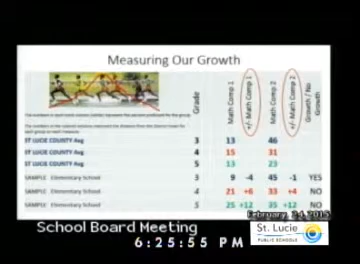 Measuring Our Growth
Grade
Math Comp 1
+/- Math Comp 1
Math Comp 2
+/- Math Comp 2
Growth / No Growth
ST LUCIE COUNTY Avg 3 13 46
ST LUCIE COUNTY Avg 4 15 31
ST LUCIE COUNTY Avg 5 13 23
SAMPLE Elementary School 3 9 -4 45 -1 YES
SAMPLE Elementary School 4 21 +6 33 +4 NO
SAMPLE Elementary School 5 25 +12 35 +12 NO
February, 24, 2015
School Board Meeting
6:25:55 PM
St. Lucie
PUBLIC SCHOOLS